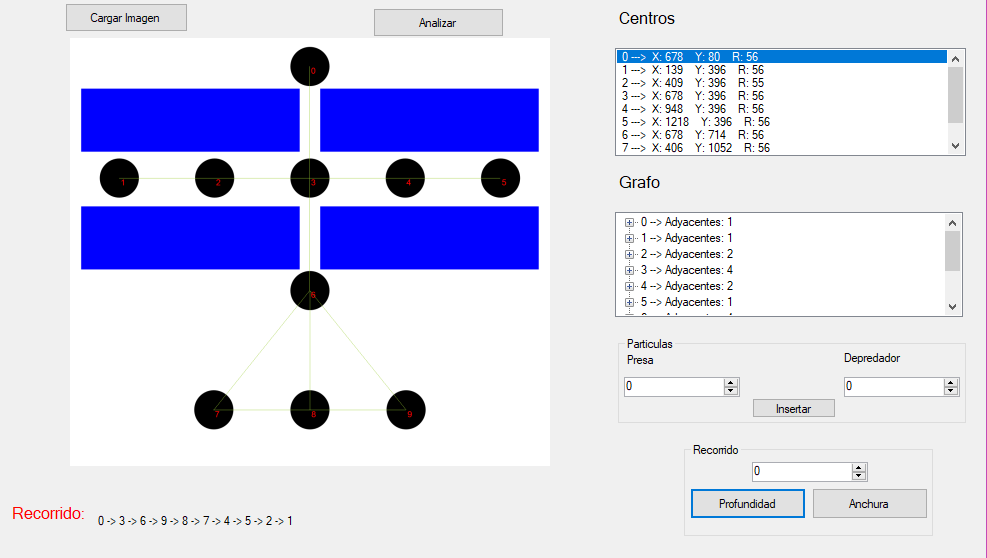 Cargar Imagen
Analizar
0
1
2
3
4
5
6
7
8
9
Recorrido:
0 -> 3 -> 6 -> 9 -> 8 -> 7 -> 4 -> 5 -> 2 -> 1
Centros
0 ---> X: 678 Y: 80 R: 56
1 ---> X: 139 Y: 396 R: 56
2 ---> X: 409 Y: 396 R: 55
3 ---> X: 678 Y: 396 R: 56
4 ---> X: 948 Y: 396 R: 56
5 ---> X: 1218 Y: 396 R: 56
6 ---> X: 678 Y: 714 R: 56
7 ---> X: 406 Y: 1052 R: 56
Grafo
0 --> Adyacentes: 1
1 --> Adyacentes: 1
2 --> Adyacentes: 2
3 --> Adyacentes: 4
4 --> Adyacentes: 2
5 --> Adyacentes: 1
Particulas
Presa
Depredador
0
0
Insertar
Recorrido
0
Profundidad
Anchura